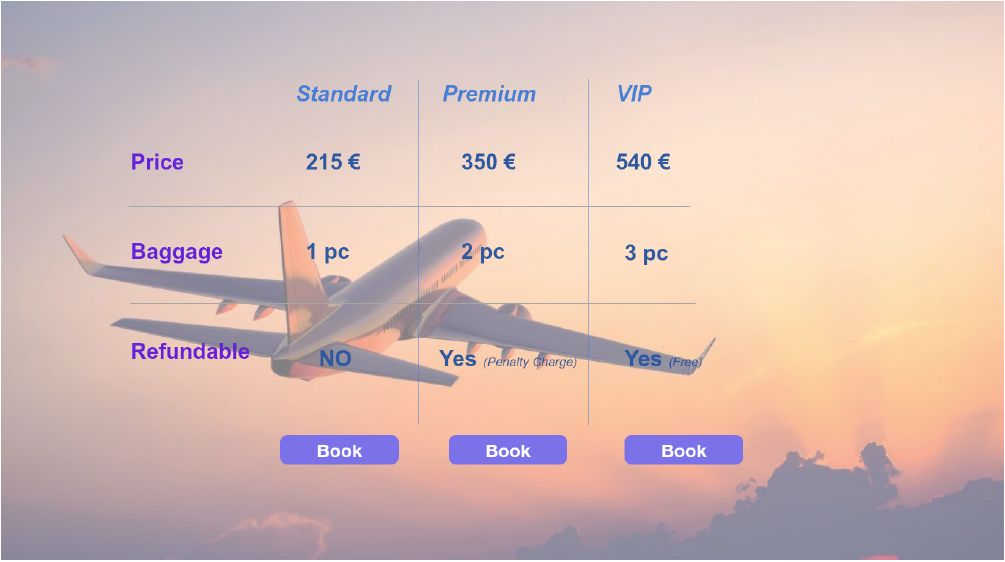 Standard Premium VIP
Price 215 € 350 € 540 €
Baggage 1 pc 2 pc 3 pc
Refundable NO Yes (Penalty Charge) Yes (Free)
Book Book Book